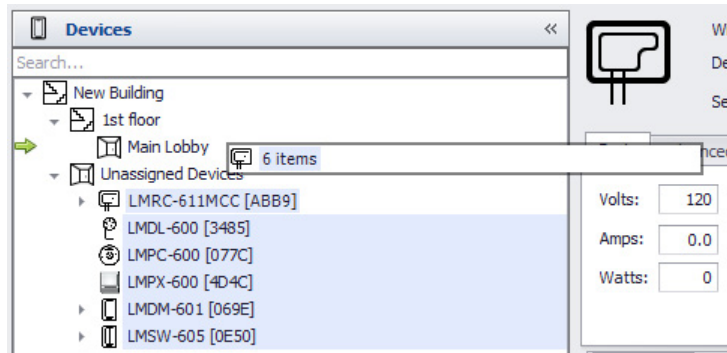 Devices
Search...
New Building
1st floor
Main Lobby
6 items
Unassigned Devices
LMRC-611MCC [ABB9]
LMDL-600 [3485]
LMPC-600 [077C]
LMPX-600 [4D4C]
LMDM-601 [069E]
LMSW-605 [0E50]
Volts: 120
Amps: 0.0
Watts: 0